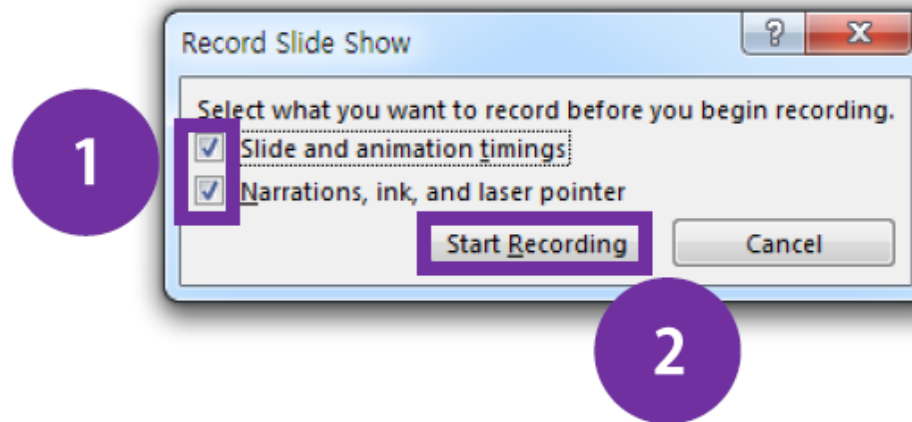 Record Slide Show
Select what you want to record before you begin recording.
1
Slide and animation timings
Narrations, ink, and laser pointer
Start Recording
Cancel
2